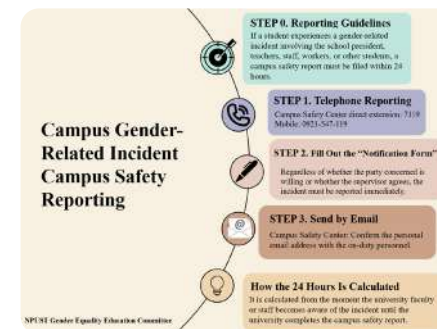 Campus Gender-
Related Incident
Campus Safety
Reporting
STEP 0. Reporting Guidelines
If a student experiences a gender-related
incident involving the school president,
teachers, staff, workers, or other students, a
campus safety report must be filed within 24
hours.
STEP 1. Telephone Reporting
Campus Safety Center direct extension: 7119
Mobile: 0921-547-119
STEP 2. Fill Out the “Notification Form”
Regardless of whether the party concerned is
willing or whether the supervisor agrees, the
incident must be reported immediately.
STEP 3. Send by Email
Campus Safety Center: Confirm the personal
email address with the on-duty personnel
How the 24 Hours Is Calculated
It is calculated from the moment the university faculty
or staff becomes aware of the incident until the
university completes the campus safety report.
NPUST Gender Equality Education Committee